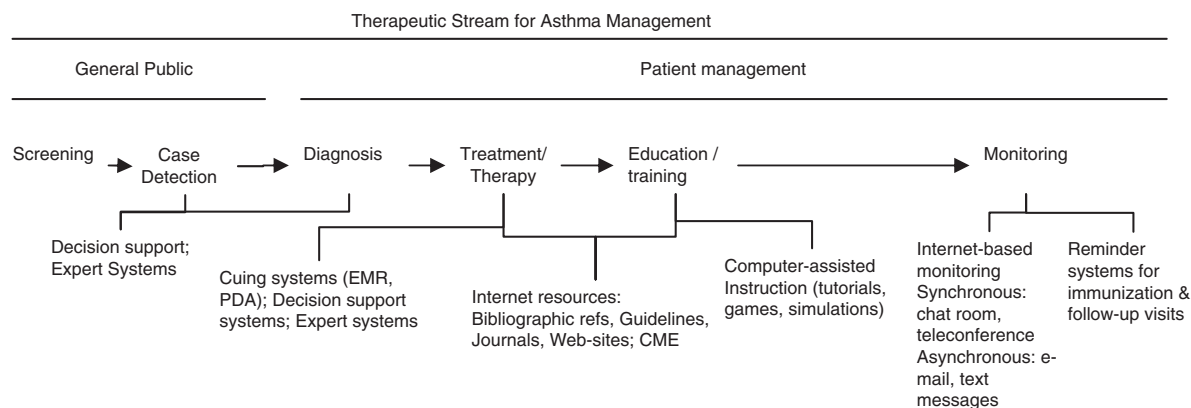 Therapeutic Stream for Asthma Management
General Public
Patient management
Screening
Case
Detection
Diagnosis
Treatment/
Therapy
Education /
training
Monitoring
Decision support;
Expert Systems
Cuing systems (EMR,
PDA); Decision support
systems; Expert systems
Internet resources:
Bibliographic refs, Guidelines,
Journals, Web-sites; CME
Computer-assisted
Instruction (tutorials,
games, simulations)
Internet-based
monitoring
Synchronous:
chat room,
teleconference
Asynchronous: e-
mail, text
messages
Reminder
systems for
immunization &
follow-up visits